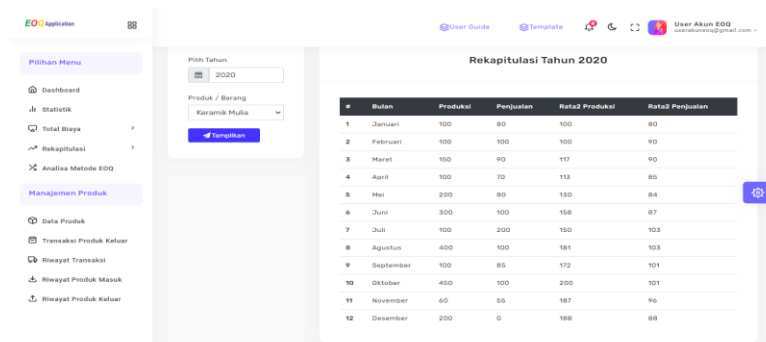 EOQ Application
User Guide
Template
4
User Akun EOQ
userakuneoq@gmail.com
Pilihan Menu
Dashboard
Statistik
Total Biaya
Rekapitulasi
Analisa Metode EOQ
Manajemen Produk
Data Produk
Transaksi Produk Keluar
Riwayat Transaksi
Riwayat Produk Masuk
Riwayat Produk Keluar
Pilih Tahun
2020
Produk / Barang
Keramik Mulia
Tampilkan
Rekapitulasi Tahun 2020
# Bulan Produksi Penjualan Rata2 Produksi Rata2 Penjualan
1 Januari 100 80 100 80
2 Februari 100 100 100 90
3 Maret 150 90 117 90
4 April 100 70 113 85
5 Mei 200 80 130 84
6 Juni 300 100 158 87
7 Juli 100 200 150 103
8 Agustus 400 100 181 103
9 September 100 85 172 101
10 Oktober 450 100 200 101
11 November 60 55 187 96
12 Desember 200 0 188 88